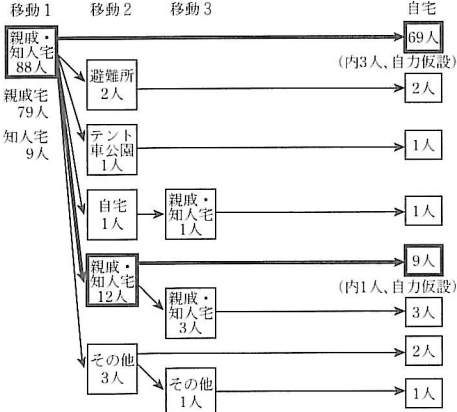 移動1 移動2 移動3 自宅
親戚・
知人宅
88人
69人
(内3人、自力仮設)
親戚宅
79人
知人宅
9人
避難所
2人
2人
テント
車公園
1人
1人
自宅
1人
親戚・
知人宅
1人
1人
親戚・
知人宅
12人
9人
(内1人、自力仮設)
親戚・
知人宅
3人
3人
その他
3人
2人
その他
1人
1人